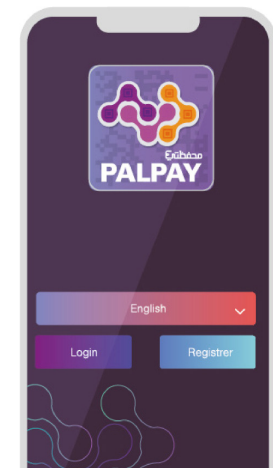 محفظتي
PALPAY
English
Login
Registrer